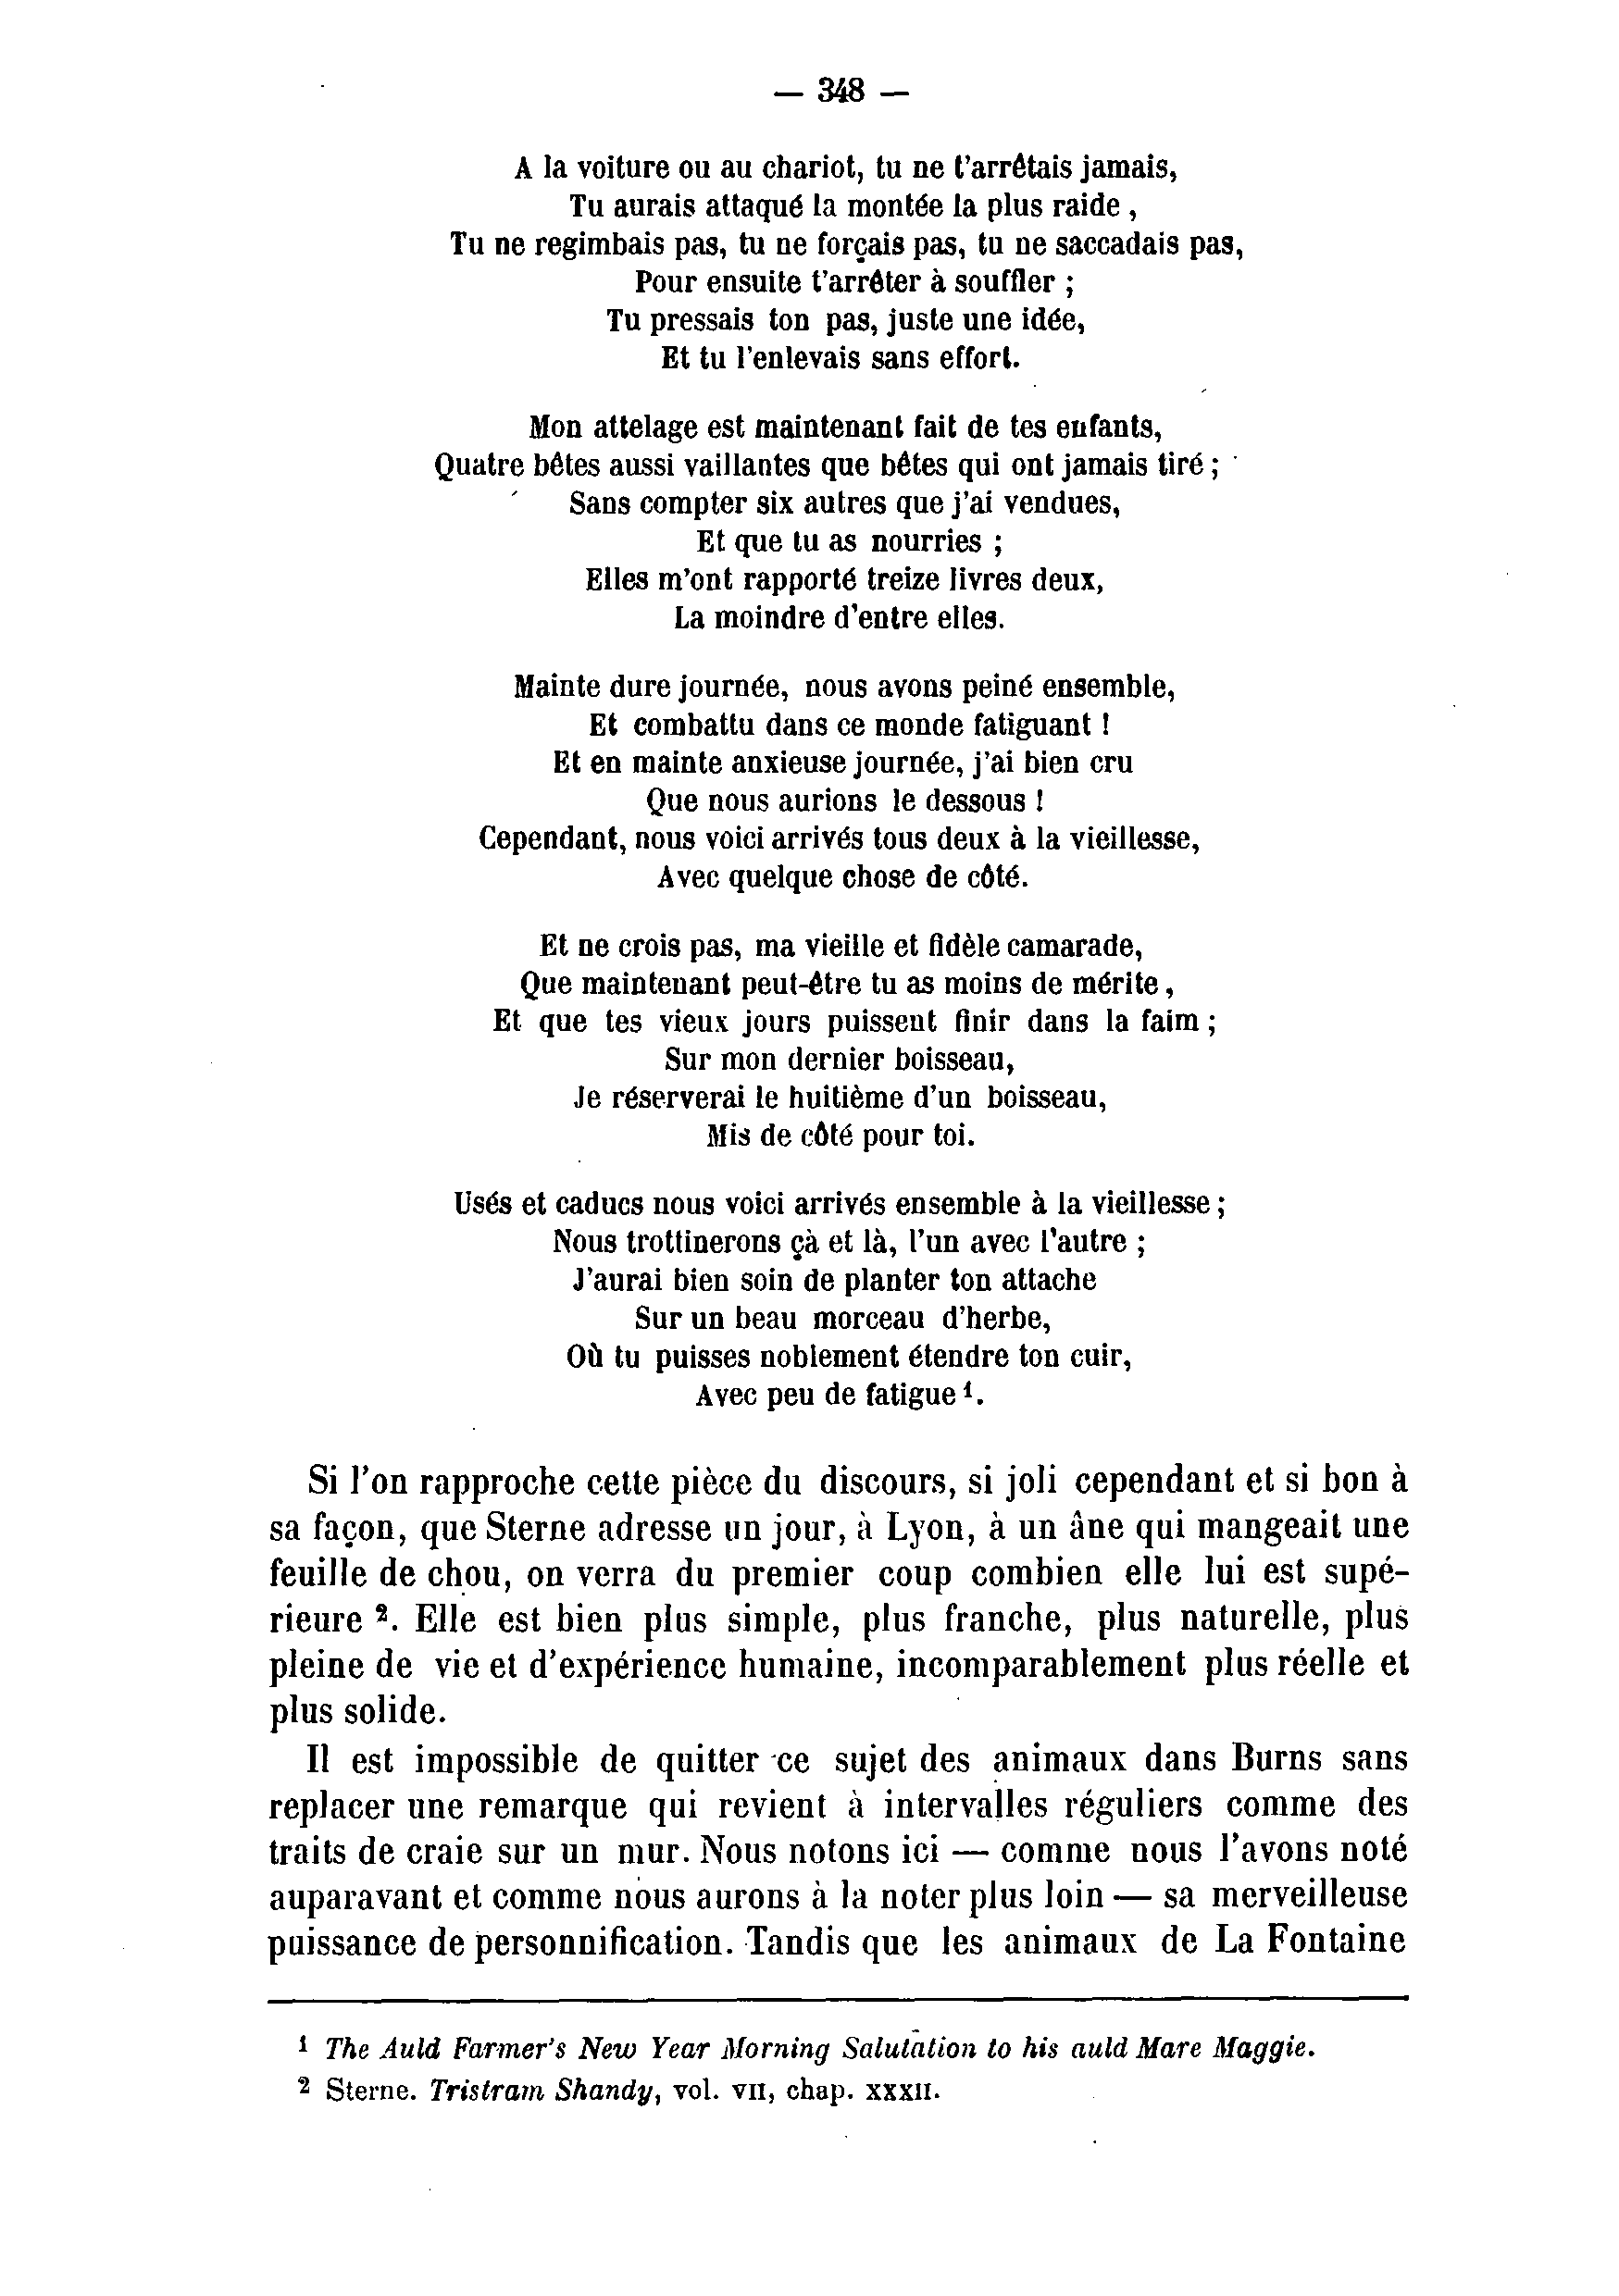 — 348 —
A la voiture ou au chariot, tu ne t'arrêtais jamais,
Tu aurais attaqué la montée la plus raide ,
Tu ne regimbais pas, tu ne forçais pas, tu ne saccadais pas,
Pour ensuite t'arrêter à souffler ;
Tu pressais ton pas, juste une idée,
Et tu l'enlevais sans effort.
Mon attelage est maintenant fait de tes enfants,
Quatre bêtes aussi vaillantes que bêtes qui ont jamais tiré ;
Sans compter six autres que j'ai vendues,
Et que tu as nourries ;
Elles m'ont rapporté treize livres deux,
La moindre d'entre elles.
Mainte dure journée, nous avons peiné ensemble,
Et combattu dans ce monde fatiguant !
Et en mainte anxieuse journée, j'ai bien cru
Que nous aurions le dessous !
Cependant, nous voici arrivés tous deux à la vieillesse,
Avec quelque chose de côté.
Et ne crois pas, ma vieille et fidèle camarade,
Que maintenant peut-être tu as moins de mérite ,
Et que tes vieux jours puissent finir dans la faim ;
Sur mon dernier boisseau,
Je réserverai le huitième d'un boisseau,
Mis de côté pour toi.
Usés et caducs nous voici arrivés ensemble à la vieillesse ;
Nous trottinerons çà et là, l'un avec l'autre ;
J'aurai bien soin de planter ton attache
Sur un beau morceau d'herbe,
Où tu puisses noblement étendre ton cuir,
Avec peu de fatigue ¹.
Si l'on rapproche cette pièce du discours, si joli cependant et si bon à
sa façon, que Sterne adresse un jour, à Lyon, à un âne qui mangeait une
feuille de chou, on verra du premier coup combien elle lui est supé-
rieure ². Elle est bien plus simple, plus franche, plus naturelle, plus
pleine de vie et d'expérience humaine, incomparablement plus réelle et
plus solide.
Il est impossible de quitter ce sujet des animaux dans Burns sans
replacer une remarque qui revient à intervalles réguliers comme des
traits de craie sur un mur. Nous notons ici — comme nous l'avons noté
auparavant et comme nous aurons à la noter plus loin — sa merveilleuse
puissance de personnification. Tandis que les animaux de La Fontaine
¹ The Auld Farmer's New Year Morning Salutation to his auld Mare Maggie.
² Sterne. Tristram Shandy, vol. VII, chap. XXXII.